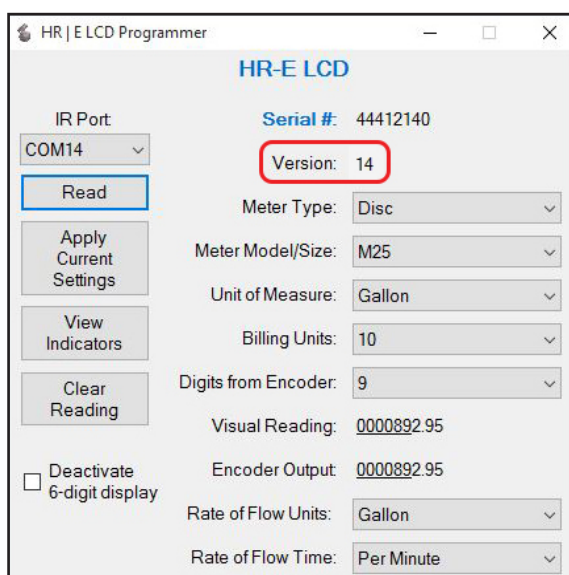 HR | E LCD Programmer
HR-E LCD
IR Port
COM14
Read
Apply
Current
Settings
View
Indicators
Clear
Reading
Deactivate
6-digit display
Serial #: 44412140
Version: 14
Meter Type: Disc
Meter Model/Size: M25
Unit of Measure: Gallon
Billing Units: 10
Digits from Encoder: 9
Visual Reading: 0000892.95
Encoder Output: 0000892.95
Rate of Flow Units: Gallon
Rate of Flow Time: Per Minute